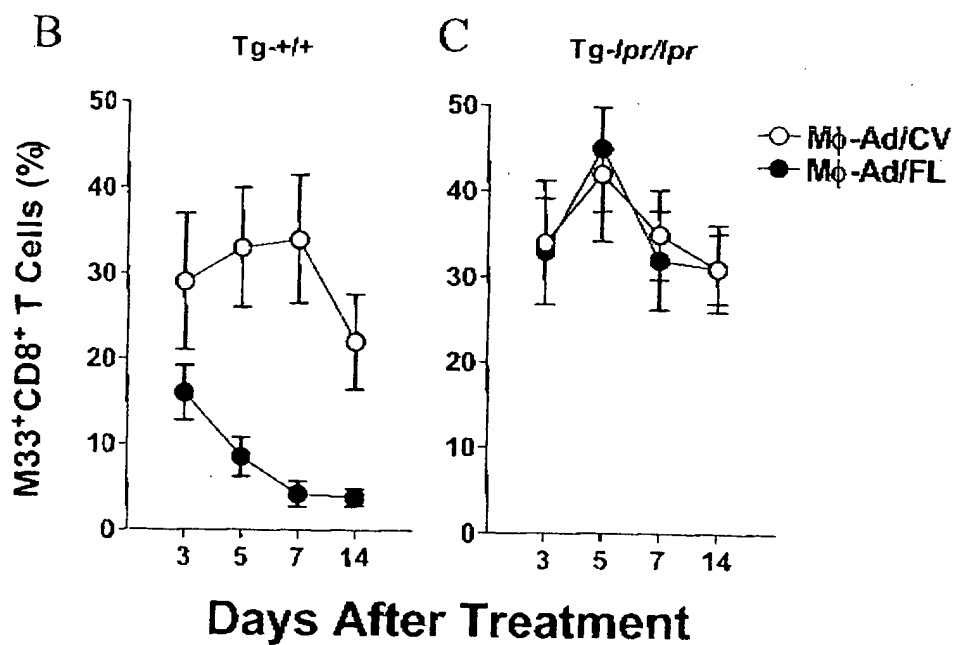 B
Tg-+/+
C
Tg-lpr/lpr
Mϕ-Ad/CV
Mϕ-Ad/FL
M33+CD8+ T Cells (%)
50
40
30
20
10
0
3 5 7 14
50
40
30
20
10
0
3 5 7 14
Days After Treatment